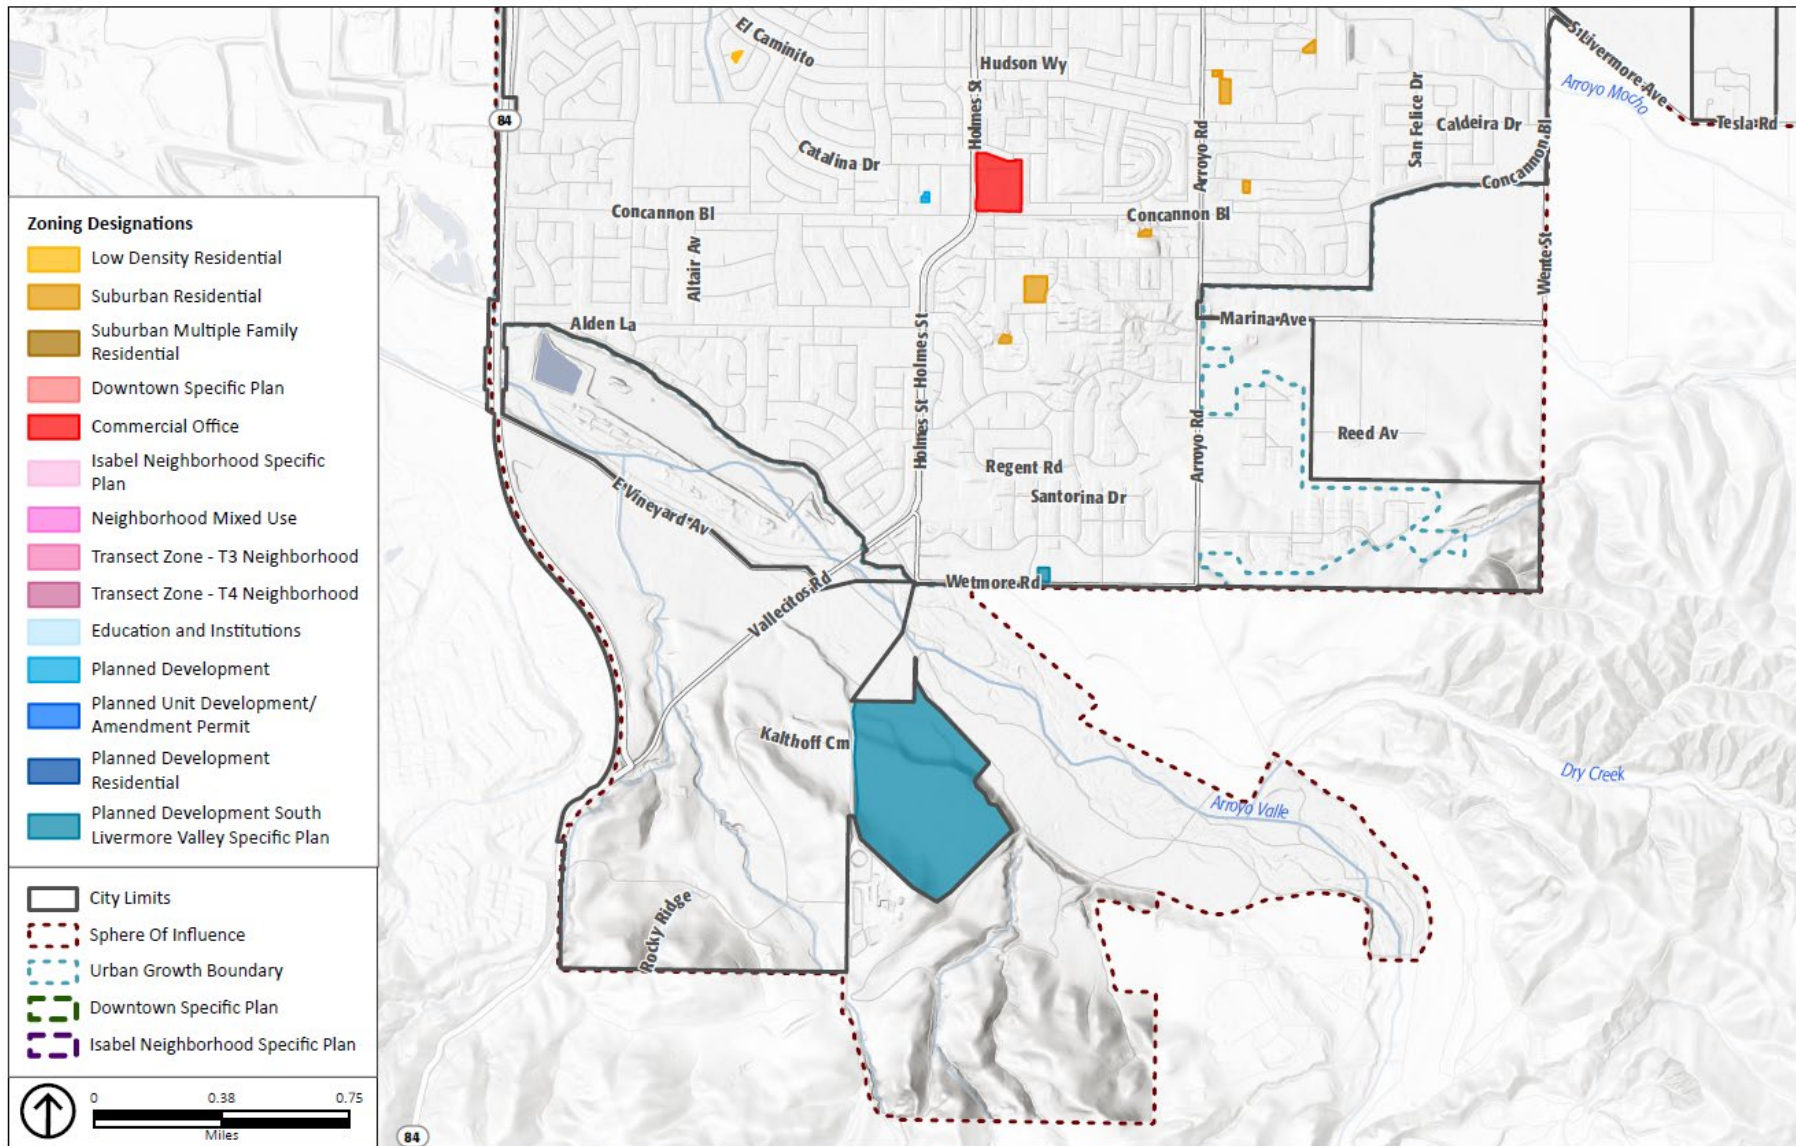 El Caminito
Hudson Wy
S Livermore Ave
Arroyo Mocho
Tesla Rd
84
Holmes St
Catalina Dr
Arroyo Rd
San Felice Dr
Caldeira Dr
Concannon Bl
Concannon Bl
Concannon Bl
Altair Av
Wente St
Alden La
Marina Ave
Holmes St
Holmes St
Arroyo Rd
Reed Av
Regent Rd
Santorina Dr
E Vineyard Av
Wetmore Rd
Vallecitos Rd
Kalthoff Cm
Dry Creek
Arroyo Valle
Rocky Ridge
84
Zoning Designations
Low Density Residential
Suburban Residential
Suburban Multiple Family
Residential
Downtown Specific Plan
Commercial Office
Isabel Neighborhood Specific
Plan
Neighborhood Mixed Use
Transect Zone - T3 Neighborhood
Transect Zone - T4 Neighborhood
Education and Institutions
Planned Development
Planned Unit Development/
Amendment Permit
Planned Development
Residential
Planned Development South
Livermore Valley Specific Plan
City Limits
Sphere Of Influence
Urban Growth Boundary
Downtown Specific Plan
Isabel Neighborhood Specific Plan
0 0.38 0.75
Miles